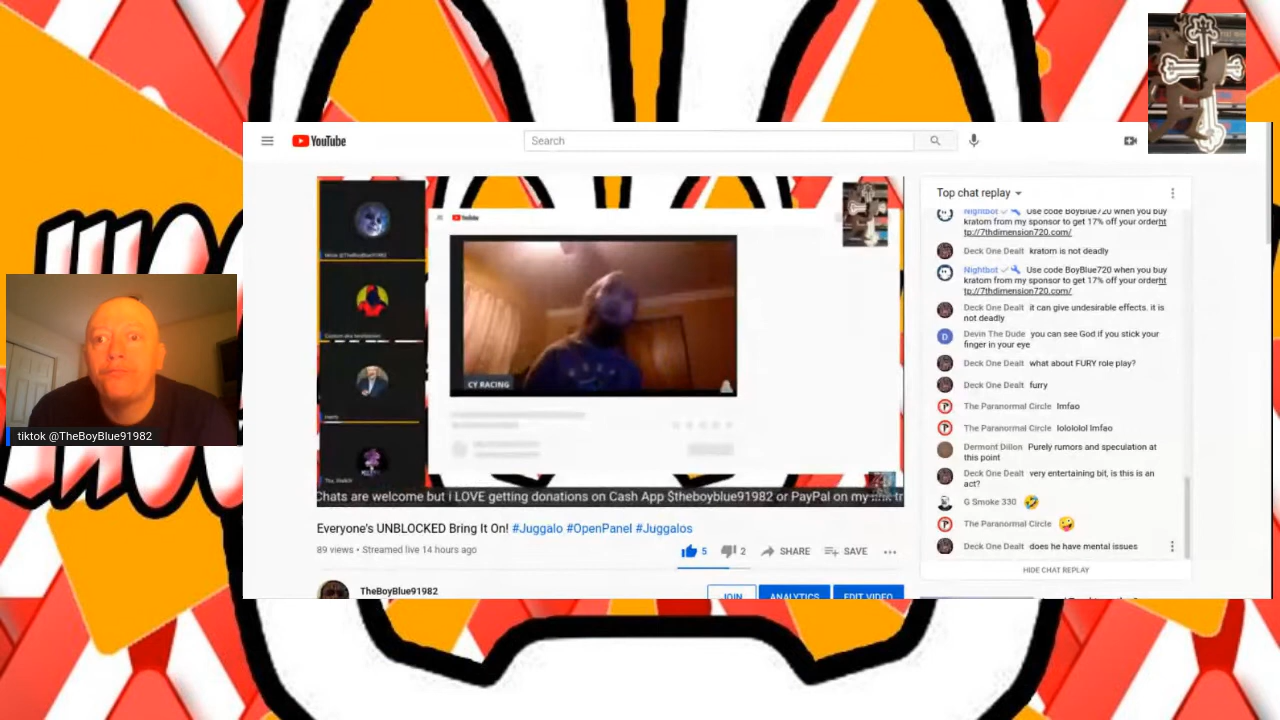 YouTube
Search
Top chat replay
Nightbot Use code BoyBlue720 when you buy
kratom from my sponsor to get 17% off your orderht
tp://7thdimension720.com/
Deck One Dealt kratom is not deadly
Nightbot Use code BoyBlue720 when you buy
kratom from my sponsor to get 17% off your orderht
tp://7thdimension720.com/
Deck One Dealt it can give undesirable effects. it is
not deadly
Devin The Dude you can see God if you stick your
finger in your eye
Deck One Dealt what about FURY role play?
Deck One Dealt furry
The Paranormal Circle lmfao
The Paranormal Circle lolololol lmfao
Dermont Dillon Purely rumors and speculation at
this point
Deck One Dealt very entertaining bit, is this is an
act?
G Smoke 330
The Paranormal Circle
Deck One Dealt does he have mental issues
HIDE CHAT REPLAY
YouTube
tiktok @TheBoyBlue91982
CY RACING
Chats are welcome but i LOVE getting donations on Cash App $theboyblue91982 or PayPal on my
Everyone's UNBLOCKED Bring It On! #Juggalo #OpenPanel #Juggalos
89 views • Streamed live 14 hours ago
5
2
SHARE
SAVE
TheBoyBlue91982
JOIN
ANALYTICS
EDIT VIDEO
tiktok @TheBoyBlue91982